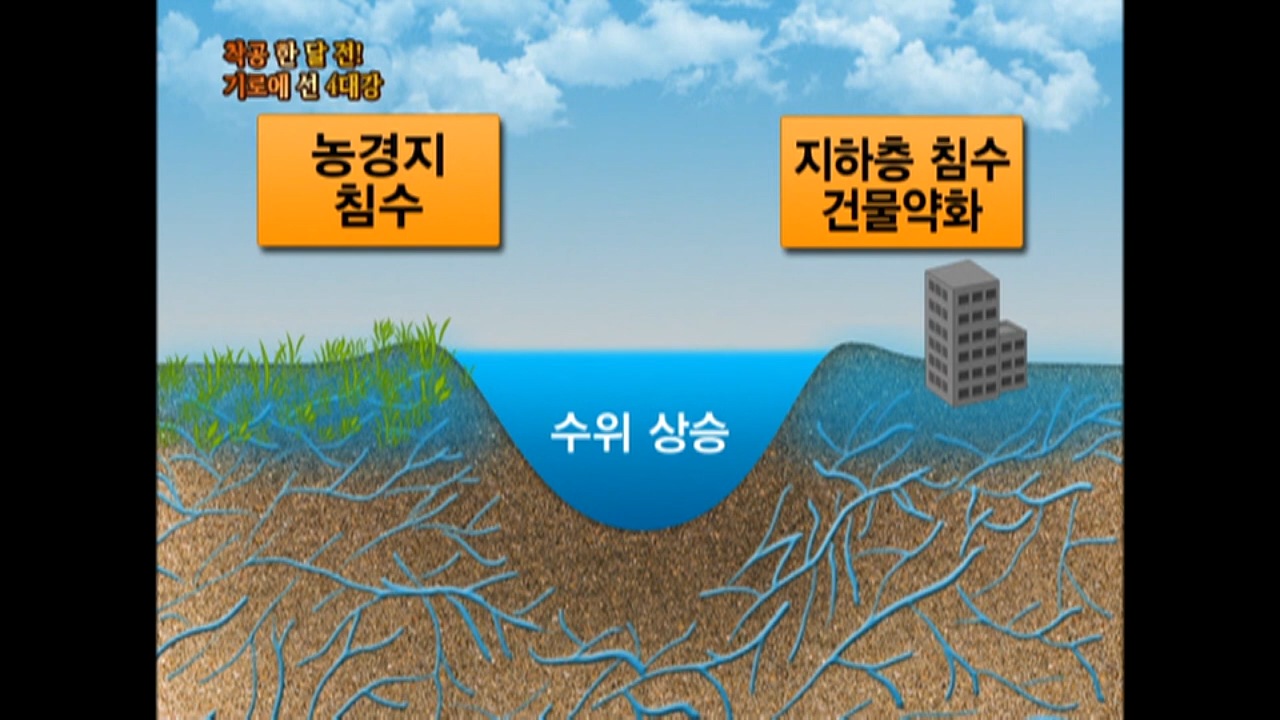 착공 한 달 전!
기로에 선 4대강
농경지
침수
지하층 침수
건물약화
수위 상승